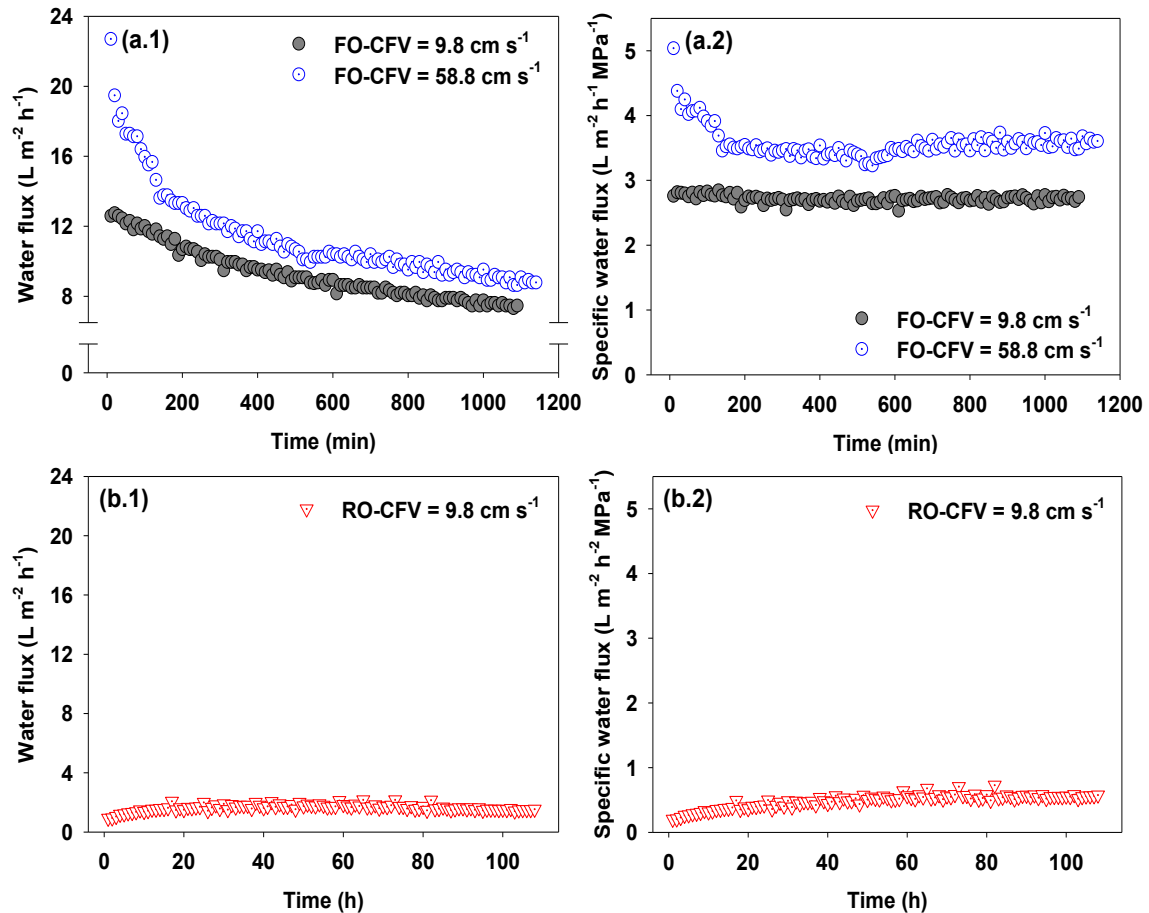 (a.1)
FO-CFV = 9.8 cm s⁻¹
FO-CFV = 58.8 cm s⁻¹
Water flux (L m⁻² h⁻¹)
24
20
16
12
8
0
0 200 400 600 800 1000 1200
Time (min)
(a.2)
Specific water flux (L m⁻² h⁻¹ MPa⁻¹)
5
4
3
2
1
0
FO-CFV = 9.8 cm s⁻¹
FO-CFV = 58.8 cm s⁻¹
0 200 400 600 800 1000 1200
Time (min)
(b.1)
RO-CFV = 9.8 cm s⁻¹
Water flux (L m⁻² h⁻¹)
24
20
16
12
8
4
0
0 20 40 60 80 100
Time (h)
(b.2)
RO-CFV = 9.8 cm s⁻¹
Specific water flux (L m⁻² h⁻² MPa⁻¹)
5
4
3
2
1
0
0 20 40 60 80 100
Time (h)